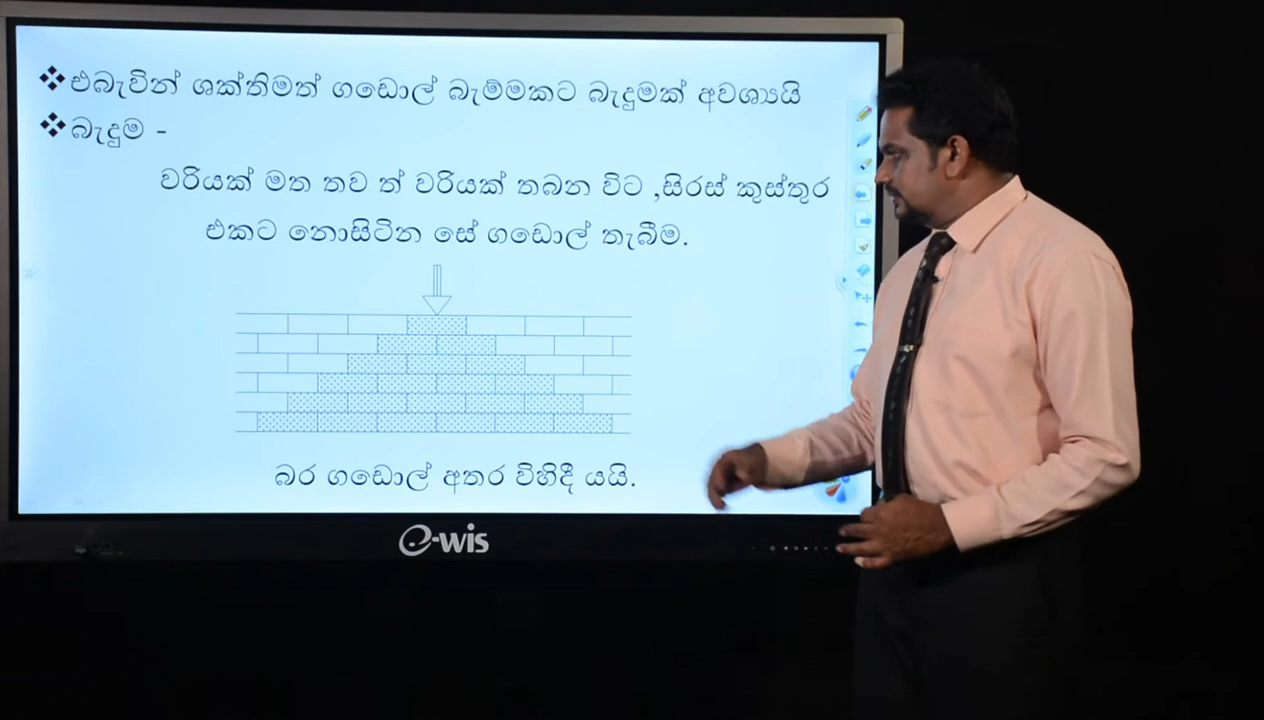 ❖එබැවින් ශක්තිමත් ගඩොල් බැම්මකට බැදුමක් අවශ්‍යයි
❖බැදුම -
වරියක් මත තව ත් වරියක් තබන විට ,සිරස් කුස්තුර
එකට නොසිටින සේ ගඩොල් තැබීම.
බර ගඩොල් අතර විහිදී යයි.
e-wis